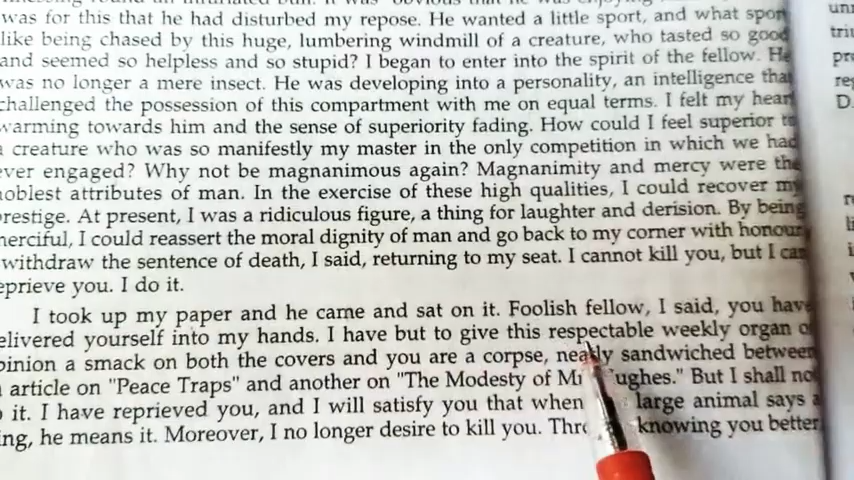 was for this that he had disturbed my repose. He wanted a little sport, and what spor
like being chased by this huge, lumbering windmill of a creature, who tasted so good
and seemed so helpless and so stupid? I began to enter into the spirit of the fellow. He
was no longer a mere insect. He was developing into a personality, an intelligence tha
challenged the possession of this compartment with me on equal terms. I felt my hear
warming towards him and the sense of superiority fading. How could I feel superior to
a creature who was so manifestly my master in the only competition in which we had
ever engaged? Why not be magnanimous again? Magnanimity and mercy were the
noblest attributes of man. In the exercise of these high qualities, I could recover my
prestige. At present, I was a ridiculous figure, a thing for laughter and derision. By being
merciful, I could reassert the moral dignity of man and go back to my corner with honour
withdraw the sentence of death, I said, returning to my seat. I cannot kill you, but I can
eprieve you. I do it.
I took up my paper and he came and sat on it. Foolish fellow, I said, you have
elivered yourself into my hands. I have but to give this respectable weekly organ o
pinion a smack on both the covers and you are a corpse, neatly sandwiched between
article on "Peace Traps" and another on "The Modesty of M ughes." But I shall no
it. I have reprieved you, and I will satisfy you that when large animal says a
ing, he means it. Moreover, I no longer desire to kill you. Thr knowing you better